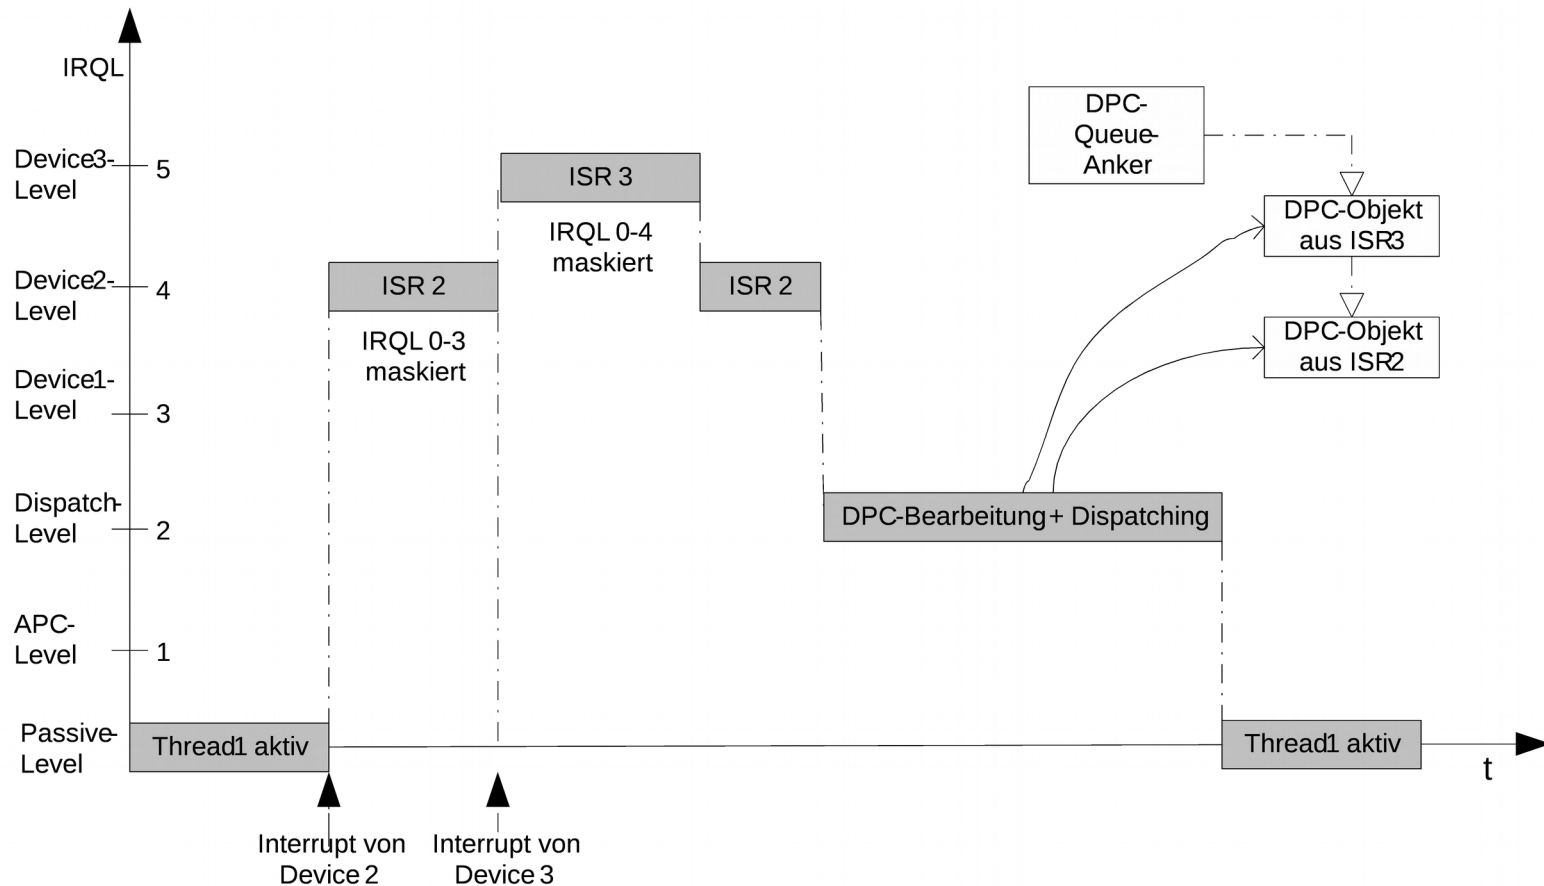 IRQL
Device3-
Level
5
ISR 3
IRQL 0-4
maskiert
DPC-
Queue-
Anker
DPC-Objekt
aus ISR3
Device2-
Level
4
ISR 2
ISR 2
IRQL 0-3
maskiert
DPC-Objekt
aus ISR2
Device1-
Level
3
Dispatch-
Level
2
DPC-Bearbeitung+ Dispatching
APC-
Level
1
Passive-
Level
Thread1 aktiv
Thread1 aktiv
t
Interrupt von
Device 2
Interrupt von
Device 3